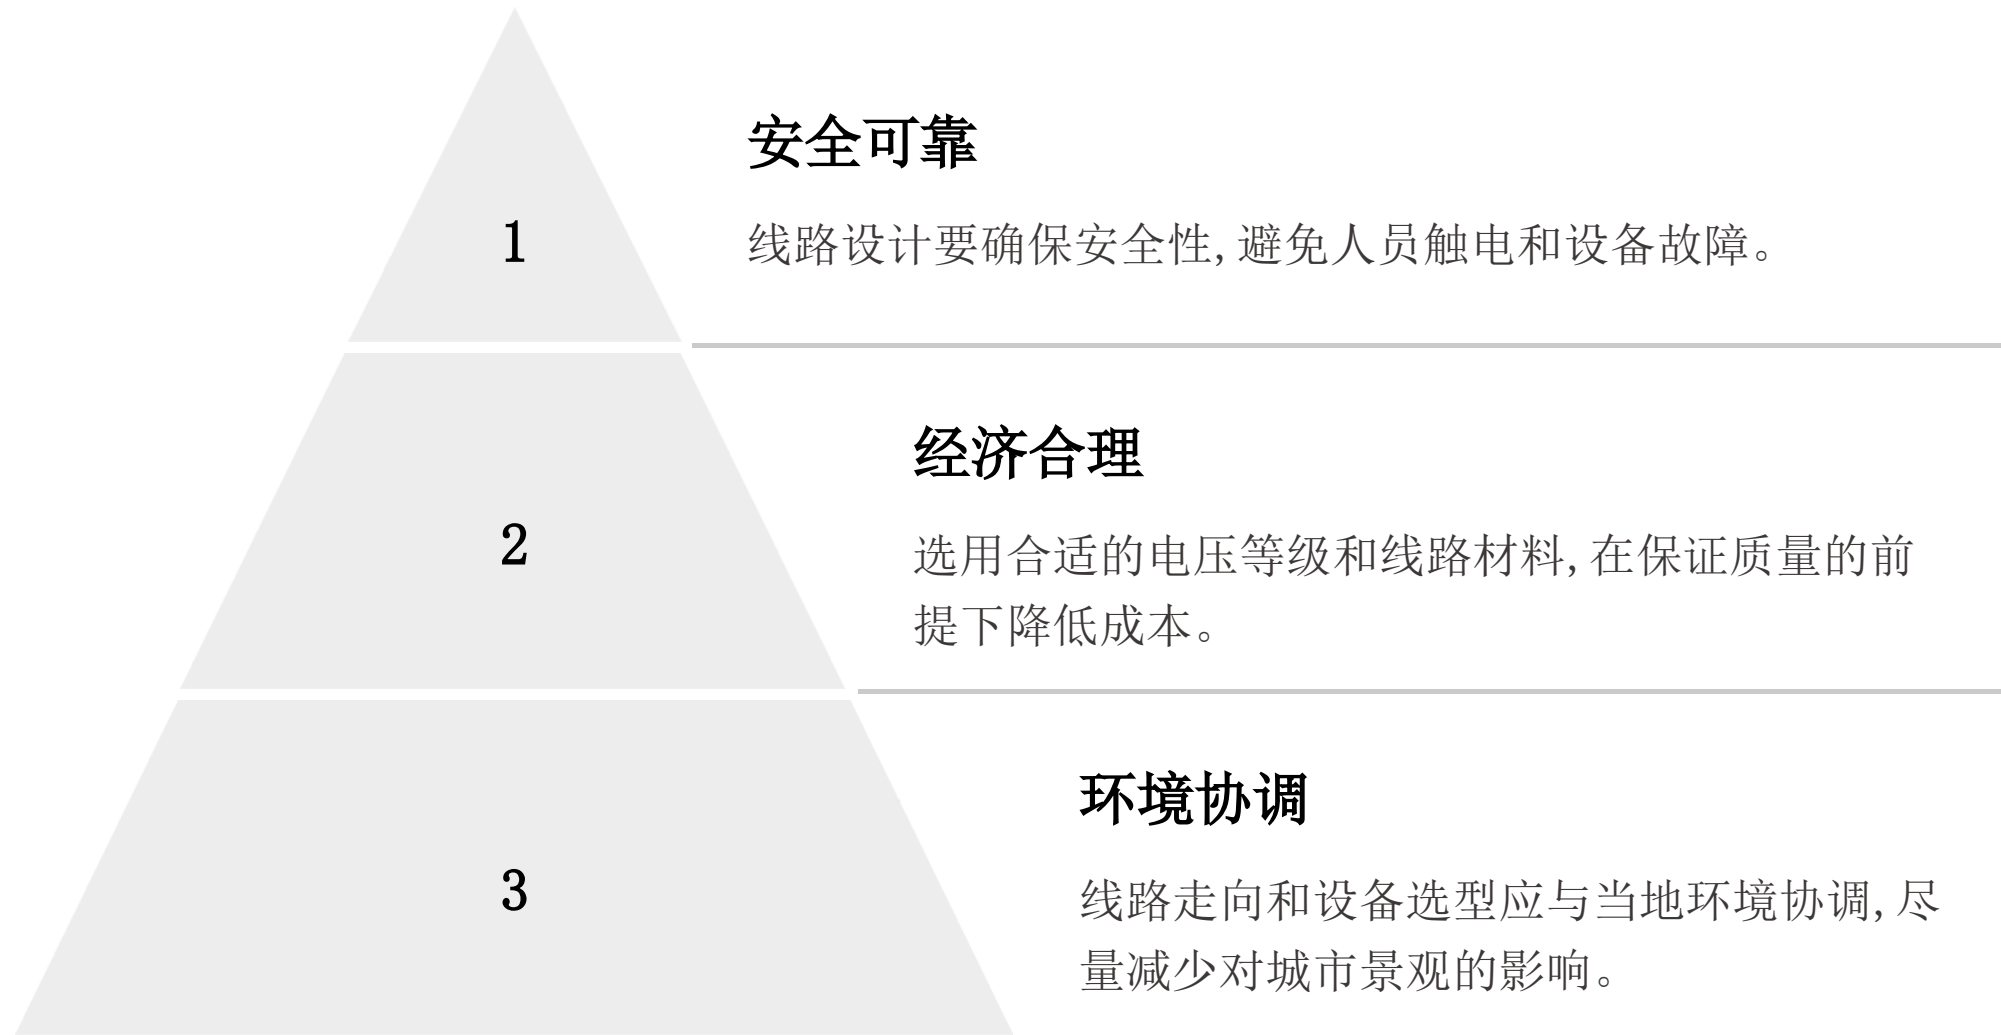 安全可靠
1
线路设计要确保安全性,避免人员触电和设备故障。
经济合理
2
选用合适的电压等级和线路材料,在保证质量的前
提下降低成本。
环境协调
3
线路走向和设备选型应与当地环境协调,尽
量减少对城市景观的影响。